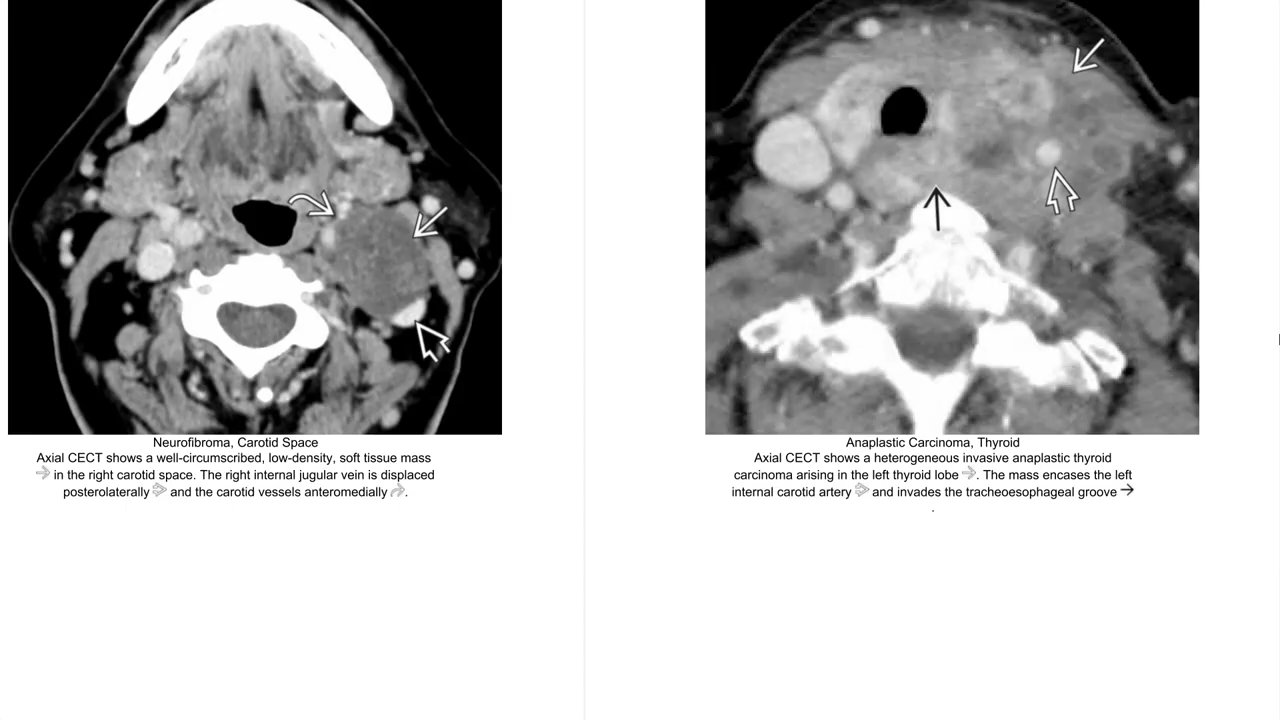 Neurofibroma, Carotid Space
Axial CECT shows a well-circumscribed, low-density, soft tissue mass
in the right carotid space. The right internal jugular vein is displaced
posterolaterally and the carotid vessels anteromedially .
Anaplastic Carcinoma, Thyroid
Axial CECT shows a heterogeneous invasive anaplastic thyroid
carcinoma arising in the left thyroid lobe . The mass encases the left
internal carotid artery and invades the tracheoesophageal groove →
.